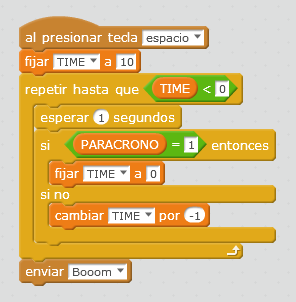 al presionar tecla espacio
fijar TIME a 10
repetir hasta que TIME < 0
esperar 1 segundos
si PARACRONO = 1 entonces
fijar TIME a 0
si no
cambiar TIME por -1
enviar Booom